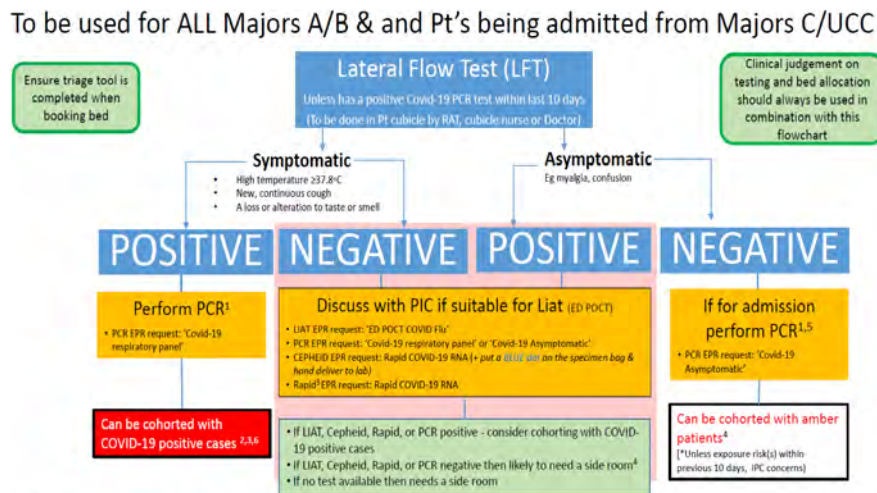 To be used for ALL Majors A/B & and Pt's being admitted from Majors C/UCC
Ensure triage tool is
completed when
booking bed
Lateral Flow Test (LFT)
Unless has a positive Covid-19 PCR test within last 10 days
(To be done in Pt cubicle by RAT, cubicle nurse or Doctor)
Clinical judgement on
testing and bed allocation
should always be used in
combination with this
flowchart
Symptomatic
• High temperature ≥37.8°C
• New, continuous cough
• A loss or alteration to taste or smell
Asymptomatic
Eg myalgia, confusion
POSITIVE
NEGATIVE
POSITIVE
NEGATIVE
Perform PCR¹
• PCR EPR request: 'Covid-19
respiratory panel'
Discuss with PIC if suitable for Liat (ED POCT)
• LIAT EPR request: 'ED POCT COVID Flu'
• PCR EPR request: 'Covid-19 respiratory panel' or 'Covid-19 Asymptomatic'
• CEPHEID EPR request: Rapid COVID-19 RNA (+ put a BLUE dot on the specimen bag &
hand deliver to lab)
• Rapid⁵ EPR request: Rapid COVID-19 RNA
If for admission
perform PCR¹,⁵
• PCR EPR request: 'Covid-19
Asymptomatic'
Can be cohorted with
COVID-19 positive cases ²,³,⁶
• If LIAT, Cepheid, Rapid, or PCR positive - consider cohorting with COVID-
19 positive cases
• If LIAT, Cepheid, Rapid, or PCR negative then likely to need a side room⁴
• If no test available then needs a side room
Can be cohorted with amber
patients⁴
(*Unless exposure risk(s) within
previous 10 days, IPC concerns)